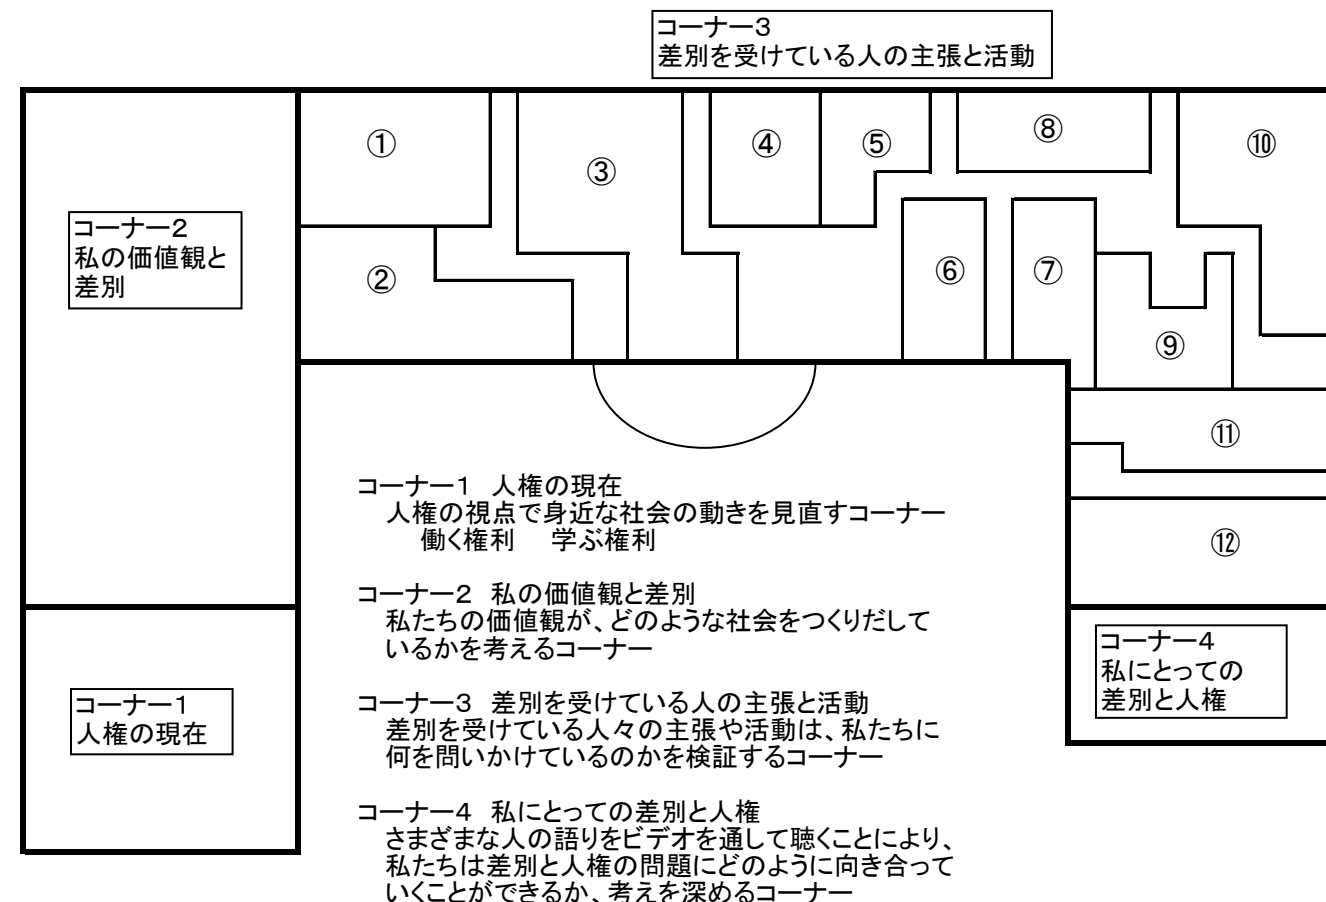 コーナー３
差別を受けている人の主張と活動
①
②
③
④
⑤
⑥
⑦
⑧
⑨
⑩
⑪
⑫
コーナー２
私の価値観と
差別
コーナー１
人権の現在
コーナー４
私にとっての
差別と人権
コーナー１　人権の現在
人権の視点で身近な社会の動きを見直すコーナー
働く権利　学ぶ権利
コーナー２　私の価値観と差別
私たちの価値観が、どのような社会をつくりだして
いるかを考えるコーナー
コーナー３　差別を受けている人の主張と活動
差別を受けている人々の主張や活動は、私たちに
何を問いかけているのかを検証するコーナー
コーナー４　私にとっての差別と人権
さまざまな人の語りをビデオを通して聴くことにより、
私たちは差別と人権の問題にどのように向き合って
いくことができるか、考えを深めるコーナー